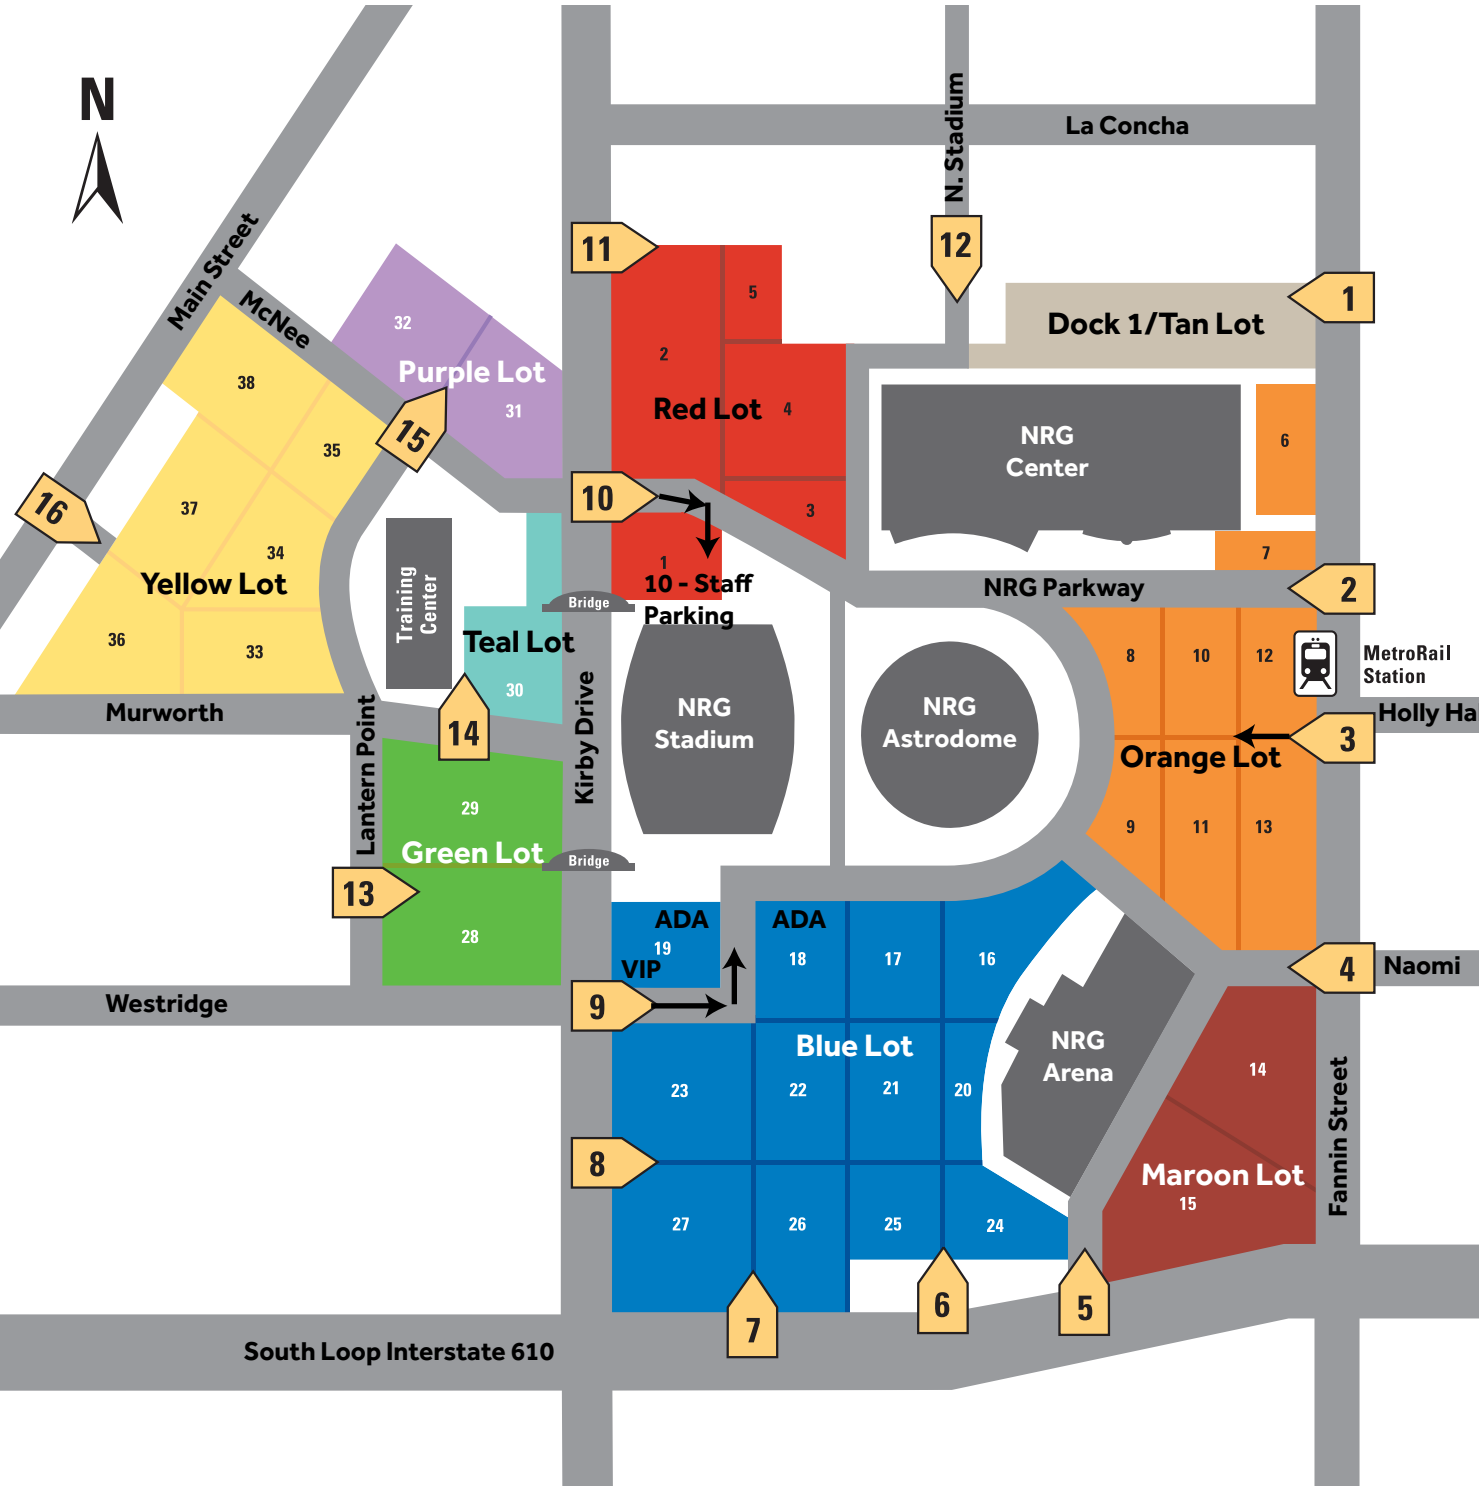 N
La Concha
N. Stadium
Main Street
McNee
11
12
1
5
32
2
Dock 1/Tan Lot
Purple Lot
38
31
Red Lot
4
NRG
Center
6
15
35
10
16
37
3
34
1
7
Yellow Lot
10 - Staff
Parking
NRG Parkway
2
Training
Center
Bridge
36
33
Teal Lot
30
8
10
12
MetroRail
Station
Murworth
14
Lantern Point
Kirby Drive
NRG
Stadium
NRG
Astrodome
Holly Ha
3
Orange Lot
29
9
11
13
Green Lot
Bridge
13
28
ADA
19
VIP
ADA
18
17
16
4
Naomi
Westridge
9
Blue Lot
NRG
Arena
23
22
21
20
14
Fannin Street
8
Maroon Lot
15
27
26
25
24
7
6
5
South Loop Interstate 610